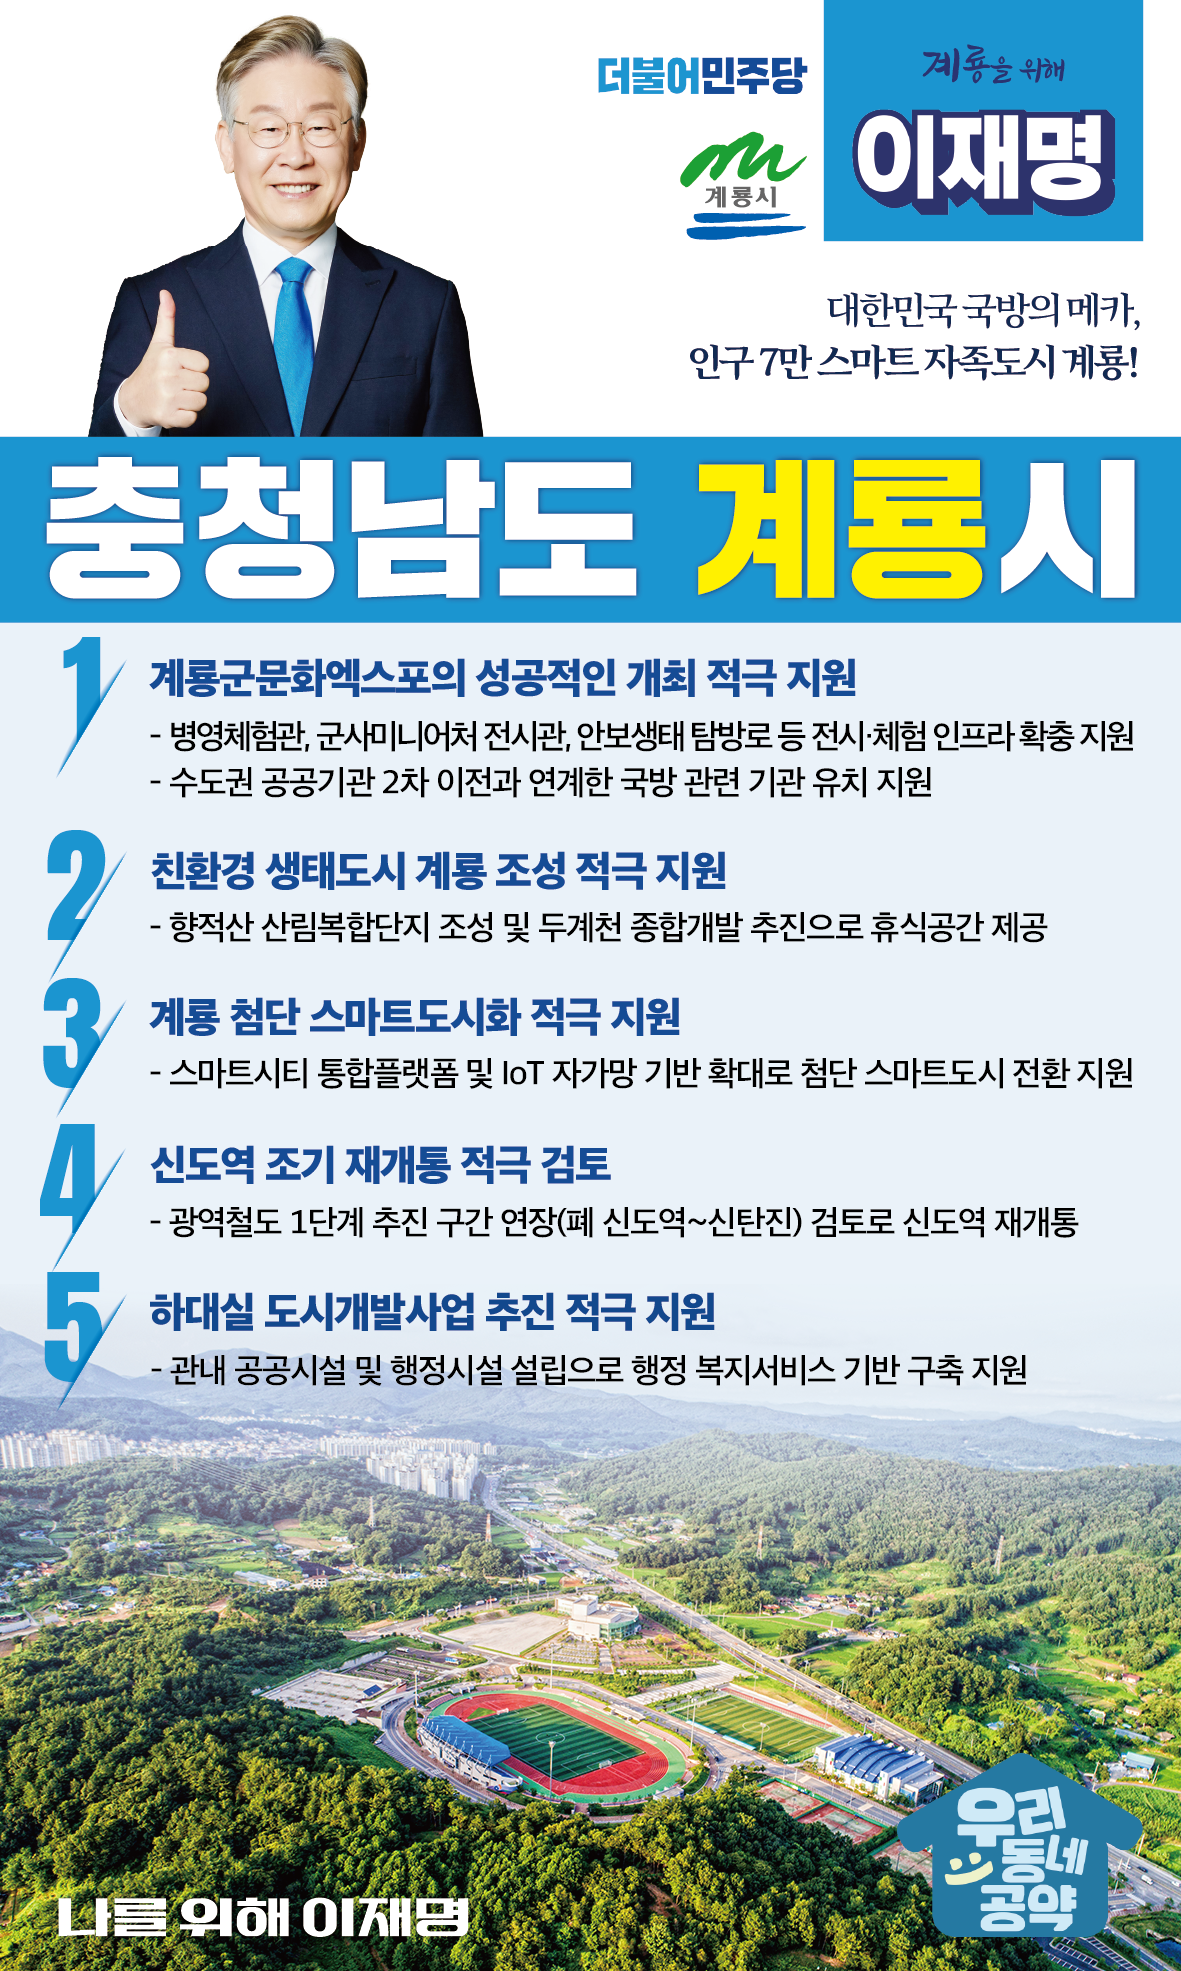 더불어민주당
계룡을 위해
이재명
계룡시
대한민국 국방의 메카,
인구 7만 스마트 자족도시 계룡!
충청남도 계룡시
1 계룡군문화엑스포의 성공적인 개최 적극 지원
- 병영체험관, 군사미니어처 전시관, 안보생태 탐방로 등 전시·체험 인프라 확충 지원
- 수도권 공공기관 2차 이전과 연계한 국방 관련 기관 유치 지원
2 친환경 생태도시 계룡 조성 적극 지원
- 향적산 산림복합단지 조성 및 두계천 종합개발 추진으로 휴식공간 제공
3 계룡 첨단 스마트도시화 적극 지원
- 스마트시티 통합플랫폼 및 IoT 자가망 기반 확대로 첨단 스마트도시 전환 지원
4 신도역 조기 재개통 적극 검토
- 광역철도 1단계 추진 구간 연장(폐 신도역~신탄진) 검토로 신도역 재개통
5 하대실 도시개발사업 추진 적극 지원
- 관내 공공시설 및 행정시설 설립으로 행정 복지서비스 기반 구축 지원
우리
동네
공약
나를 위해 이재명